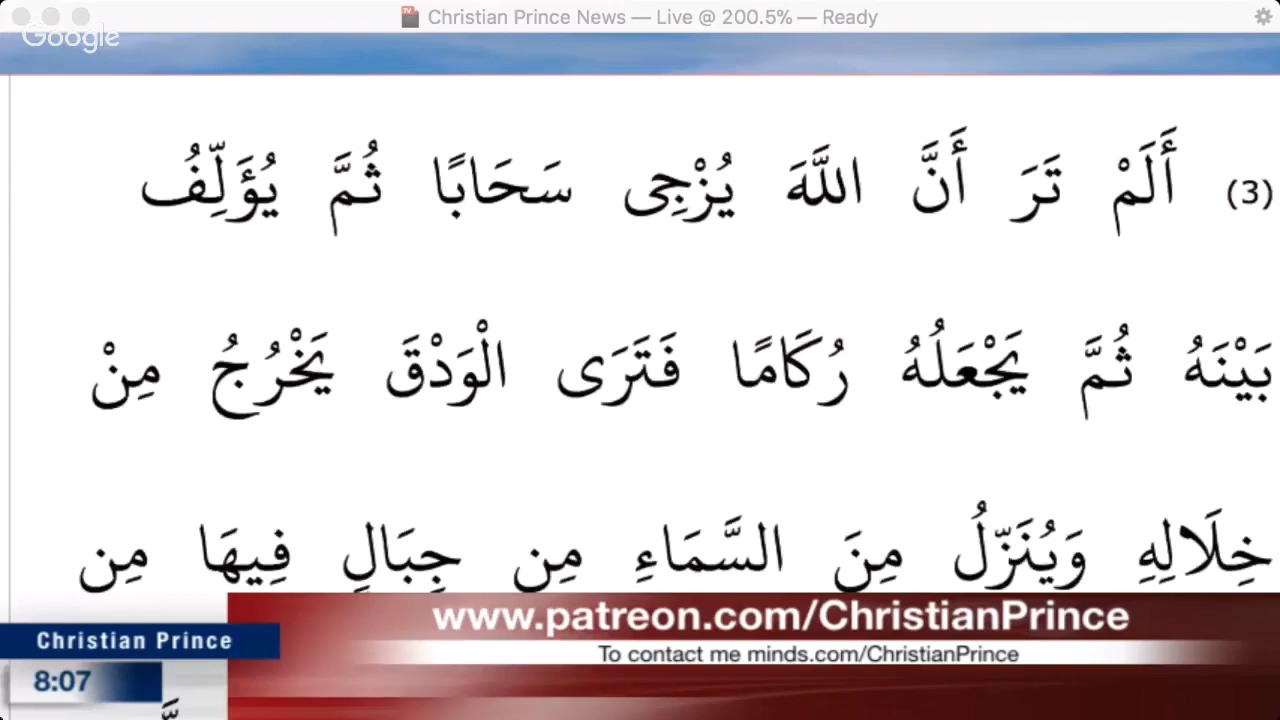 Christian Prince News — Live @ 200.5% — Ready
Google
(3) أَلَمْ تَرَ أَنَّ اللَّهَ يُزْجِى سَحَابًا ثُمَّ يُؤَلِّفُ
بَيْنَهُ ثُمَّ يَجْعَلُهُ رُكَامًا فَتَرَى الْوَدْقَ يَخْرُجُ مِنْ
خِلَالِهِ وَيُنَزِّلُ مِنَ السَّمَاءِ مِن جِبَالٍ فِيهَا مِن
www.patreon.com/ChristianPrince
Christian Prince
To contact me minds.com/ChristianPrince
8:07